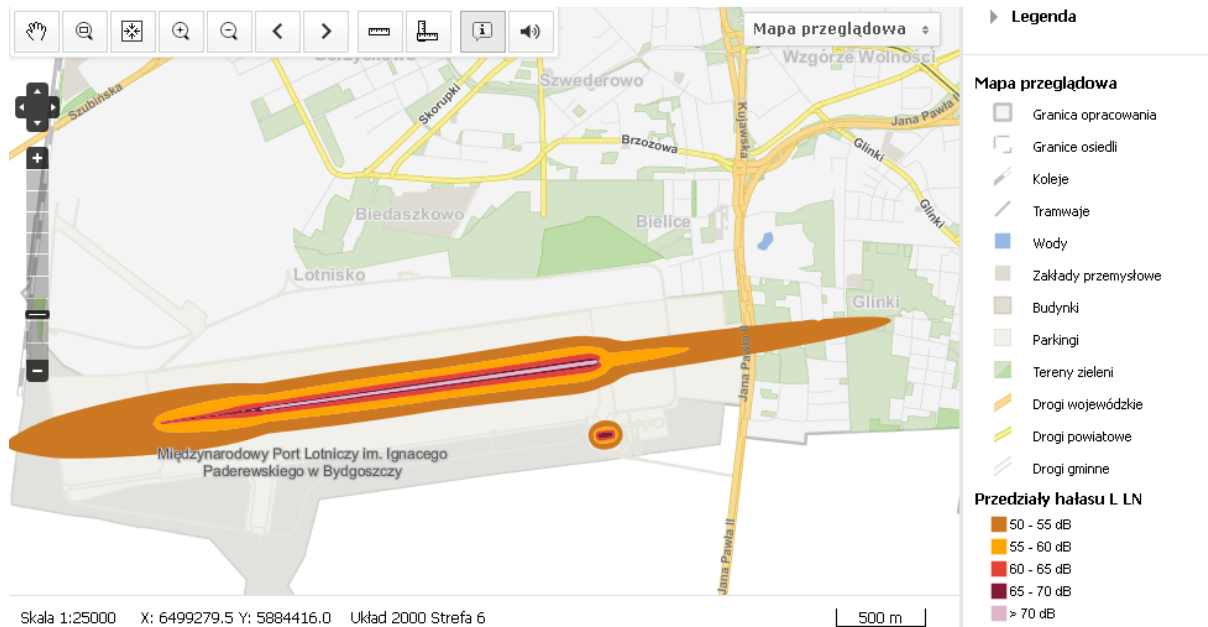 Mapa przeglądowa
Wzgórze Wolności
Szwederowo
Szubińska
Skorupki
Kujawska
Jana Pawła II
Brzozowa
Glinki
Glinki
Biedaszkowo
Bielice
Lotnisko
Glinki
Jana Pawła II
Międzynarodowy Port Lotniczy im. Ignacego
Paderewskiego w Bydgoszczy
Jana Pawła II
Skala 1:25000 X: 6499279.5 Y: 5884416.0 Układ 2000 Strefa 6
500 m
Legenda
Mapa przeglądowa
Granica opracowania
Granice osiedli
Koleje
Tramwaje
Wody
Zakłady przemysłowe
Budynki
Parkingi
Tereny zieleni
Drogi wojewódzkie
Drogi powiatowe
Drogi gminne
Przedziały hałasu L LN
50 - 55 dB
55 - 60 dB
60 - 65 dB
65 - 70 dB
> 70 dB